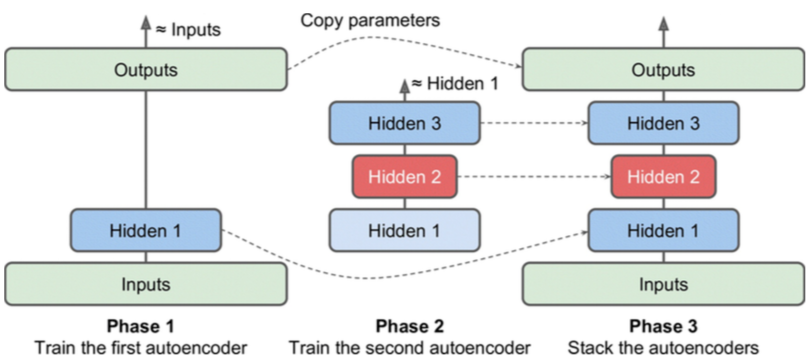 Copy parameters
≈ Inputs
Outputs
Hidden 1
Inputs
Phase 1
Train the first autoencoder
≈ Hidden 1
Hidden 3
Hidden 2
Hidden 1
Phase 2
Train the second autoencoder
Outputs
Hidden 3
Hidden 2
Hidden 1
Inputs
Phase 3
Stack the autoencoders